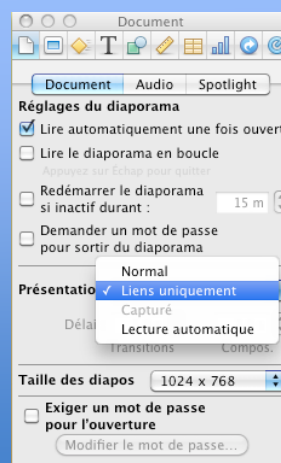 Document
T
Document Audio Spotlight
Réglages du diaporama
Lire automatiquement une fois ouvert
Lire le diaporama en boucle
Appuyez sur Échap pour quitter
Redémarrer le diaporama
si inactif durant : 15 m
Demander un mot de passe
pour sortir du diaporama
Normal
Présentatio
✓ Liens uniquement
Capturé
Délai
Lecture automatique
Transitions Compos.
Taille des diapos 1024 x 768
Exiger un mot de passe
pour l'ouverture
Modifier le mot de passe...